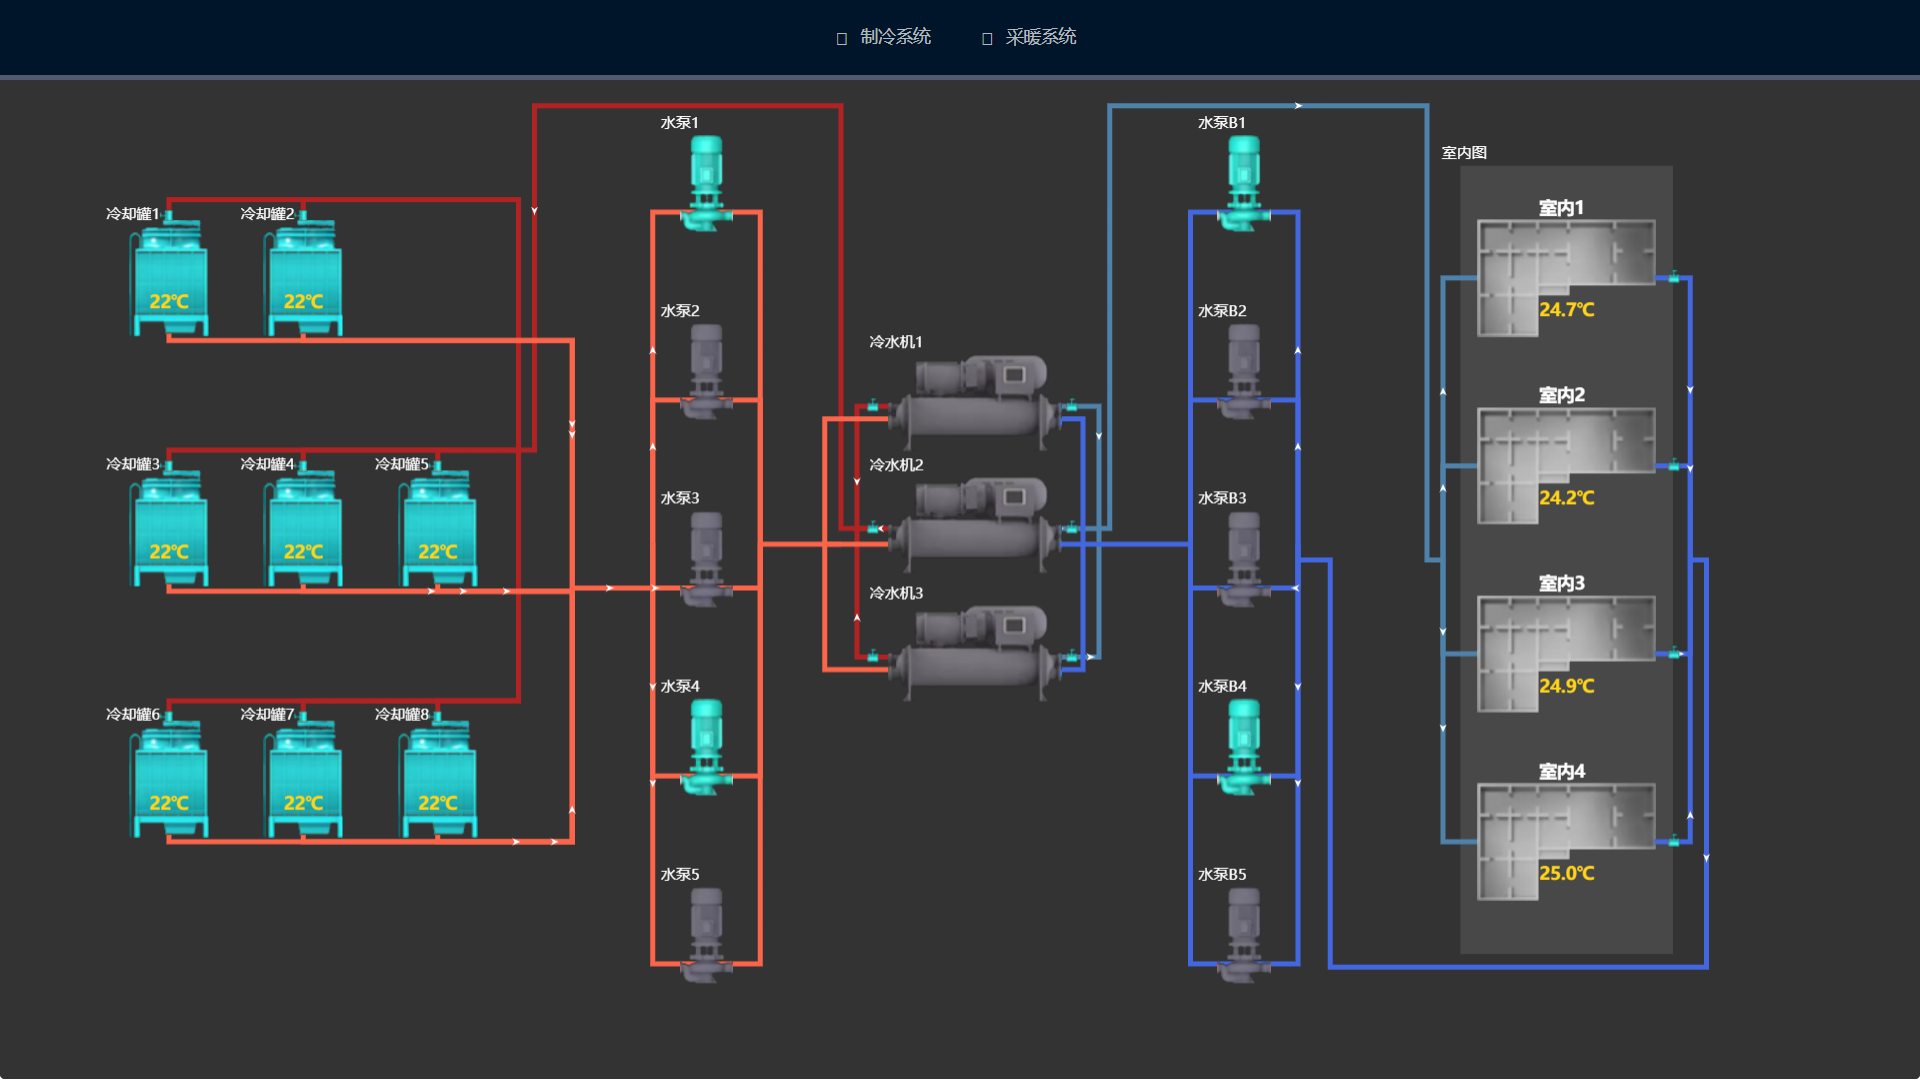 制冷系统
采暖系统
水泵1
水泵B1
室内图
冷却罐1
冷却罐2
室内1
22℃
22℃
24.7℃
水泵2
水泵B2
冷水机1
室内2
冷却罐3
冷却罐4
冷却罐5
冷水机2
水泵3
水泵B3
24.2℃
22℃
22℃
22℃
冷水机3
室内3
水泵4
水泵B4
24.9℃
冷却罐6
冷却罐7
冷却罐8
室内4
22℃
22℃
22℃
水泵5
水泵B5
25.0℃